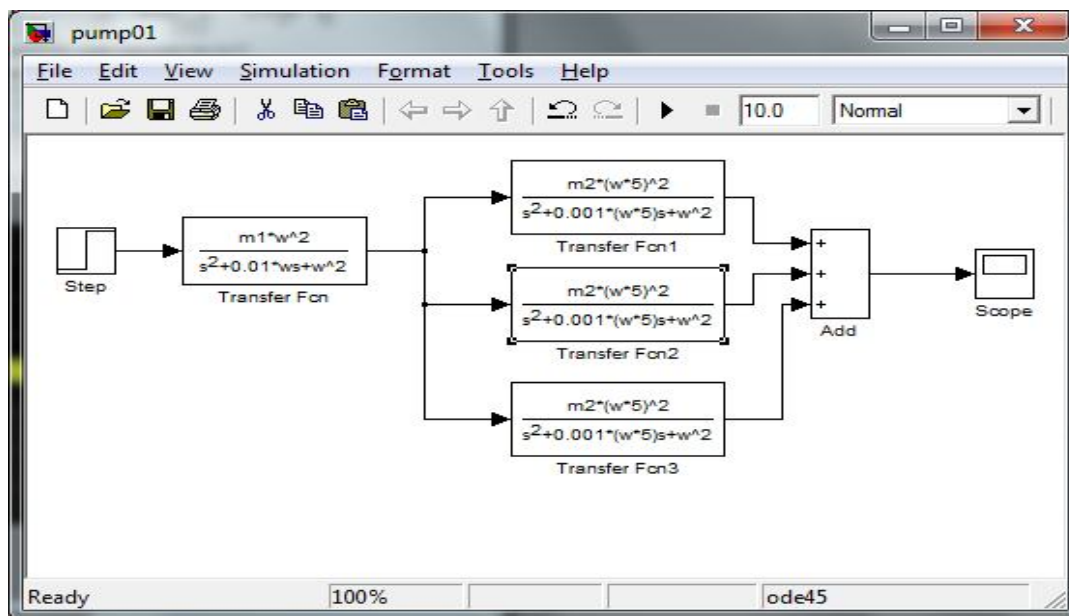 pump01
File Edit View Simulation Format Tools Help
10.0 Normal
Step
m1*w^2
s2+0.01*ws+w^2
Transfer Fcn
m2*(w*5)^2
s2+0.001*(w*5)s+w^2
Transfer Fcn1
m2*(w*5)^2
s2+0.001*(w*5)s+w^2
Transfer Fcn2
m2*(w*5)^2
s2+0.001*(w*5)s+w^2
Transfer Fcn3
+
+
+
Add
Scope
Ready 100% ode45